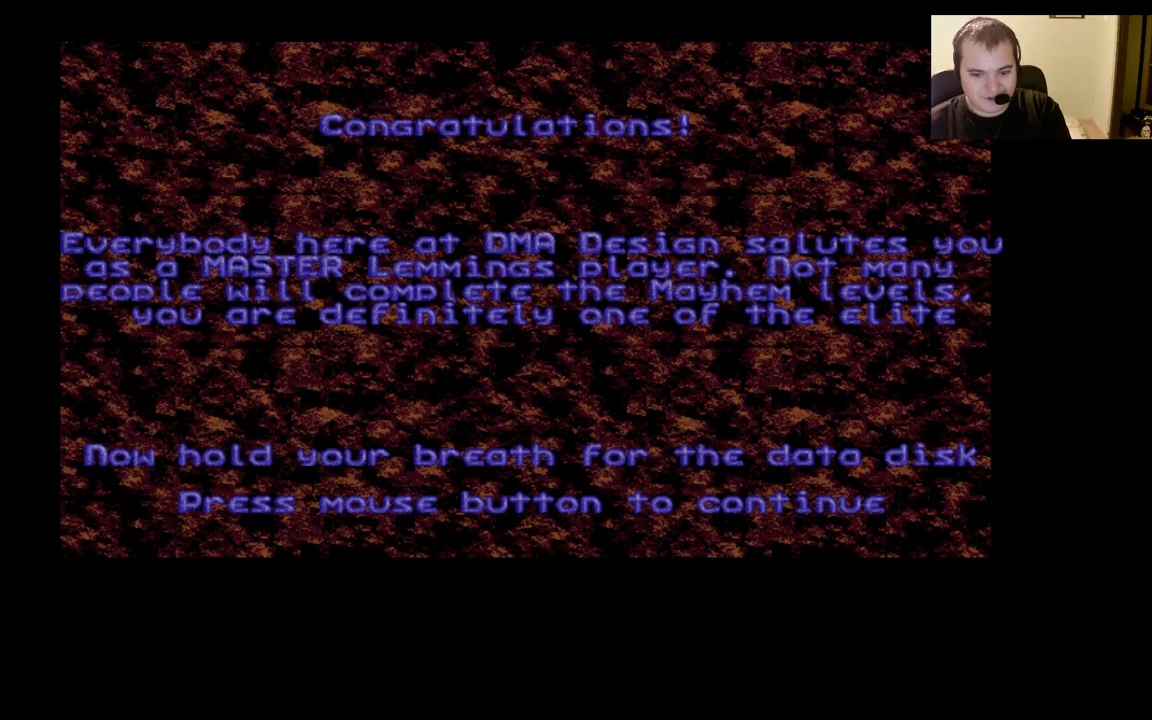 Congratulations!
Everybody here at DMA Design salutes you
as a MASTER Lemmings player. Not many
people will complete the Mayhem levels,
you are definitely one of the elite
Now hold your breath for the data disk
Press mouse button to continue